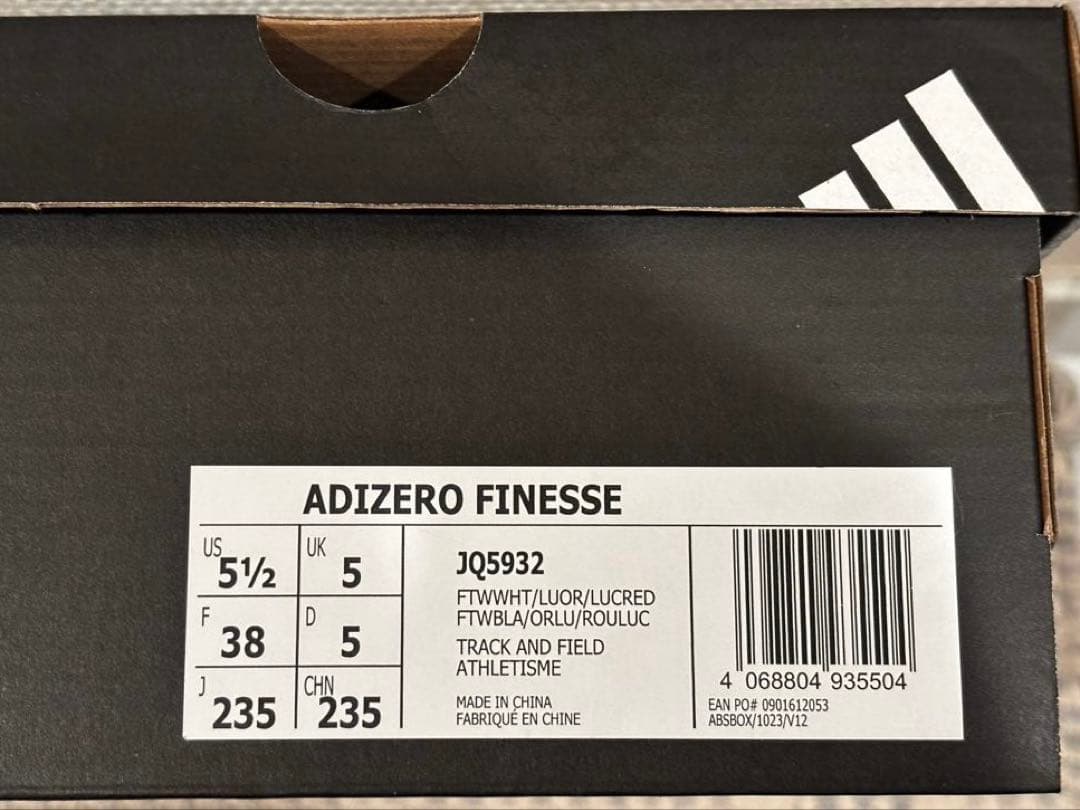 ADIZERO FINESSE
US 5½ UK 5
F 38 D 5
J 235 CHN 235
JQ5932
FTWWHT/LUOR/LUCRED
FTWBLA/ORLU/ROULUC
TRACK AND FIELD
ATHLETISME
MADE IN CHINA
FABRIQUÉ EN CHINE
4 068804 935504
EAN PO# 0901612053
ABSBOX/1023/V12